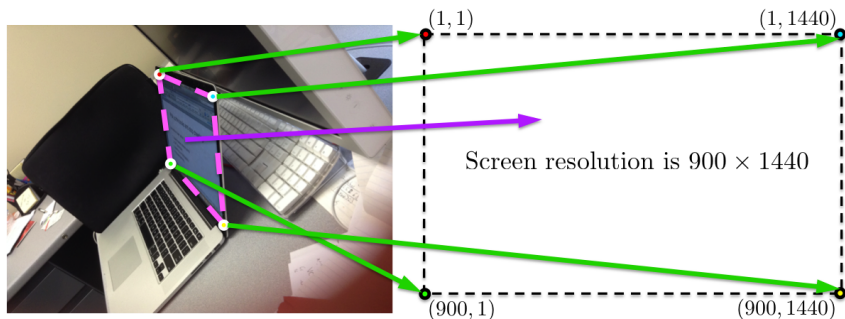 (1, 1)
(1, 1440)
Screen resolution is 900 × 1440
(900, 1)
(900, 1440)